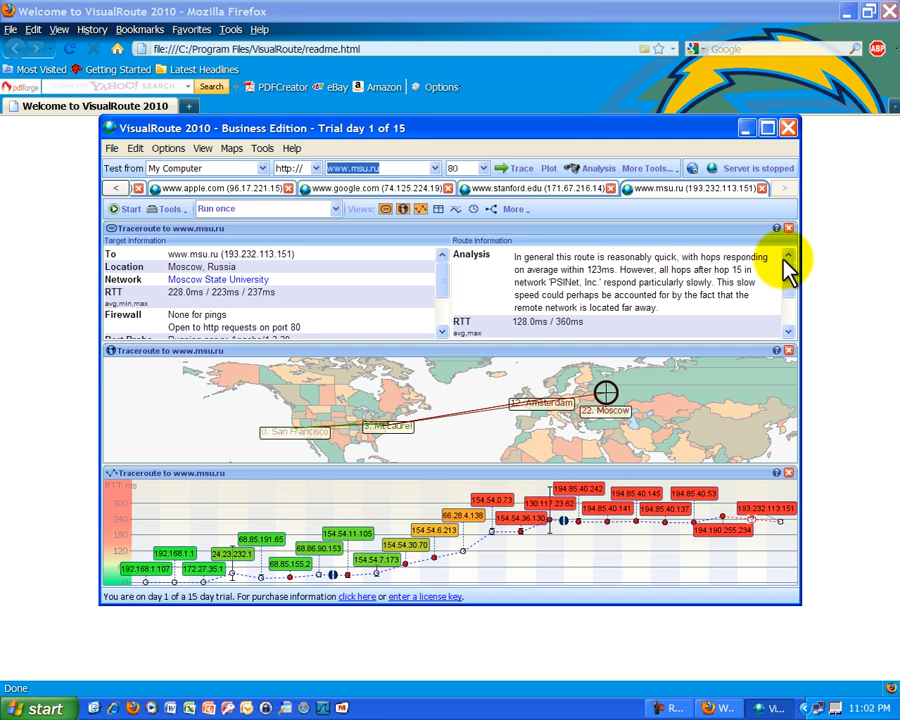 Welcome to VisualRoute 2010 - Mozilla Firefox
File Edit View History Bookmarks Favorites Tools Help
file:///C:/Program Files/VisualRoute/readme.html
Google
ABP
Most Visited Getting Started Latest Headlines
pdfforge YAHOO! SEARCH Search PDFCreator eBay Amazon Options
Welcome to VisualRoute 2010
VisualRoute 2010 - Business Edition - Trial day 1 of 15
File Edit Options View Maps Tools Help
Test from My Computer http:// www.msu.ru 80 Trace Plot Analysis More Tools... Server is stopped
< www.apple.com (96.17.221.15) www.google.com (74.125.224.19) www.stanford.edu (171.67.216.14) www.msu.ru (193.232.113.151) >
Start Tools Run once Views: More
Traceroute to www.msu.ru
Target Information
To www.msu.ru (193.232.113.151)
Location Moscow, Russia
Network Moscow State University
RTT 228.0ms / 223ms / 237ms
avg,min,max
Firewall None for pings
Open to http requests on port 80
Route Information
Analysis In general this route is reasonably quick, with hops responding
on average within 123ms. However, all hops after hop 15 in
network 'PSINet, Inc.' respond particularly slowly. This slow
speed could perhaps be accounted for by the fact that the
remote network is located far away.
RTT 128.0ms / 360ms
avg,max
Traceroute to www.msu.ru
0. San Francisco
3. McLaurel
12. Amsterdam
22. Moscow
Traceroute to www.msu.ru
RTT ms
300
240
180
120
60
0
192.168.1.107
192.168.1.1
172.27.35.1
24.23.232.1
68.85.191.65
68.85.155.2
68.86.90.153
154.54.11.105
154.54.7.173
154.54.30.70
154.54.6.213
66.28.4.138
154.54.0.73
154.54.36.130
130.117.23.62
194.85.40.242
194.85.40.141
194.85.40.145
194.85.40.137
194.85.40.53
194.190.255.234
193.232.113.151
You are on day 1 of a 15 day trial. For purchase information click here or enter a license key.
Done
start R... W... Vi... 11:02 PM